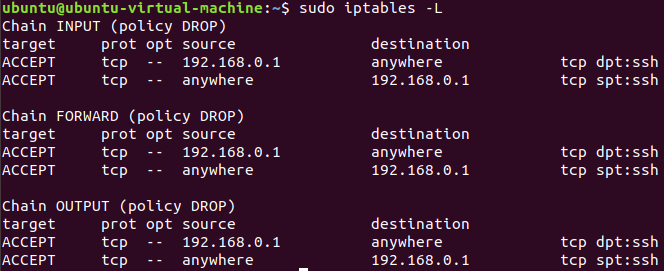 ubuntu@ubuntu-virtual-machine:~$ sudo iptables -L
Chain INPUT (policy DROP)
target     prot opt source               destination
ACCEPT     tcp  --  192.168.0.1          anywhere             tcp dpt:ssh
ACCEPT     tcp  --  anywhere             192.168.0.1          tcp spt:ssh
Chain FORWARD (policy DROP)
target     prot opt source               destination
ACCEPT     tcp  --  192.168.0.1          anywhere             tcp dpt:ssh
ACCEPT     tcp  --  anywhere             192.168.0.1          tcp spt:ssh
Chain OUTPUT (policy DROP)
target     prot opt source               destination
ACCEPT     tcp  --  192.168.0.1          anywhere             tcp dpt:ssh
ACCEPT     tcp  --  anywhere             192.168.0.1          tcp spt:ssh